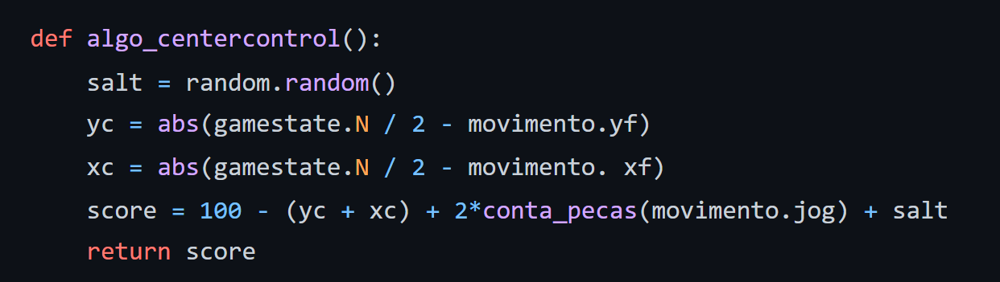 def algo_centercontrol():
    salt = random.random()
    yc = abs(gamestate.N / 2 - movimento.yf)
    xc = abs(gamestate.N / 2 - movimento. xf)
    score = 100 - (yc + xc) + 2*conta_pecas(movimento.jog) + salt
    return score